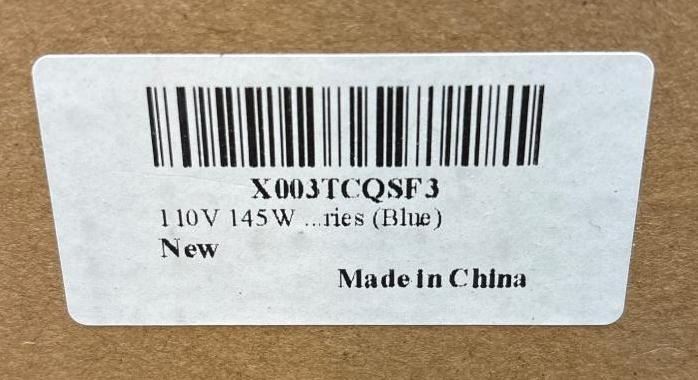 X003TCQSF3
110V 145W ...ries (Blue)
New
Made in China